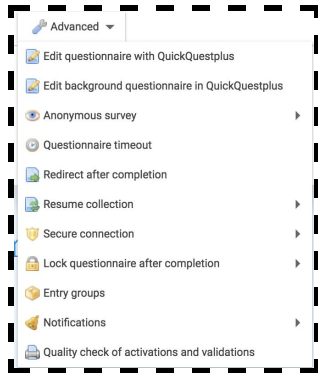 Advanced
Edit questionnaire with QuickQuestplus
Edit background questionnaire in QuickQuestplus
Anonymous survey
Questionnaire timeout
Redirect after completion
Resume collection
Secure connection
Lock questionnaire after completion
Entry groups
Notifications
Quality check of activations and validations